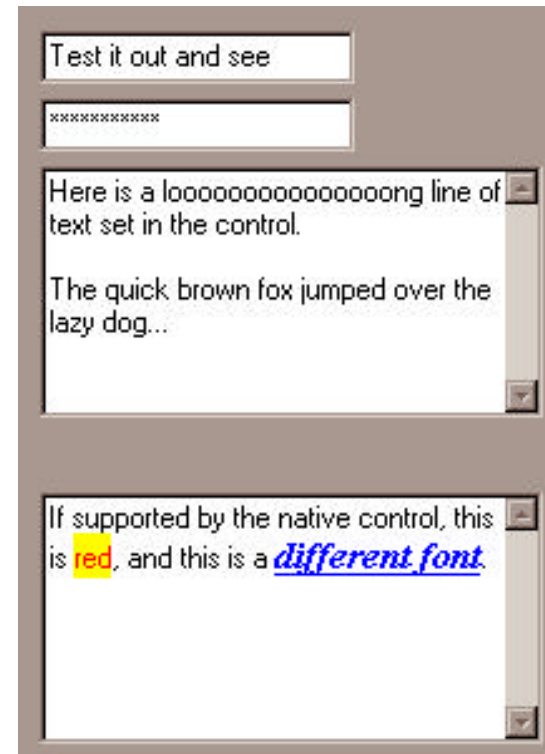 Test it out and see
***********
Here is a looooooooooooooong line of
text set in the control.
The quick brown fox jumped over the
lazy dog...
If supported by the native control, this
is red, and this is a different font.